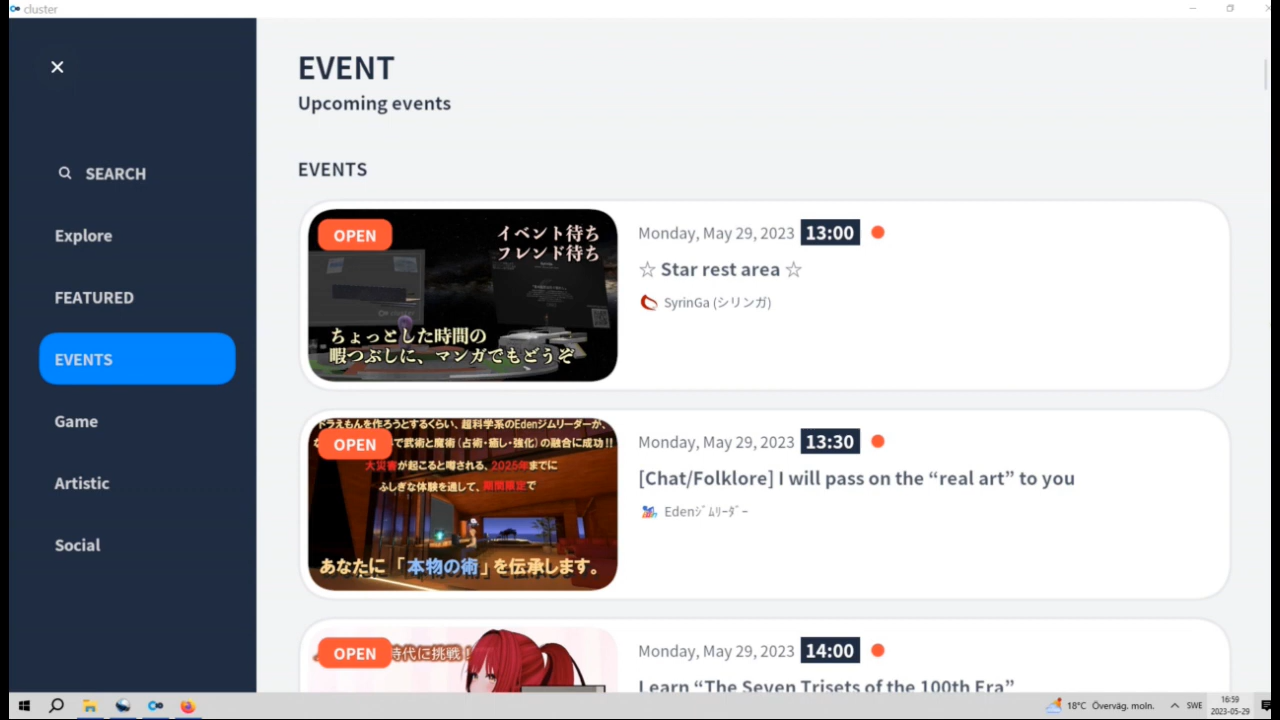 cluster
SEARCH
Explore
FEATURED
EVENTS
Game
Artistic
Social
EVENT
Upcoming events
EVENTS
OPEN
イベント待ち
フレンド待ち
ちょっとした時間の
暇つぶしに、マンガでもどうぞ
Monday, May 29, 2023 13:00
☆ Star rest area ☆
SyrinGa (シリンガ)
OPEN
ドラえもんを作ろうとするくらい、超科学系のEdenジムリーダーが、
で武術と魔術(占術・癒し・強化)の融合に成功!!
大災害が起こると噂される、2025年までに
ふしぎな体験を通して、期間限定で
あなたに「本物の術」を伝承します。
Monday, May 29, 2023 13:30
[Chat/Folklore] I will pass on the “real art” to you
Edenｼﾞﾑﾘｰﾀﾞｰ
OPEN
時代に挑戦!
Monday, May 29, 2023 14:00
Learn “The Seven Trisets of the 100th Era”
18°C Överväg. moln.
SWE
16:59
2023-05-29